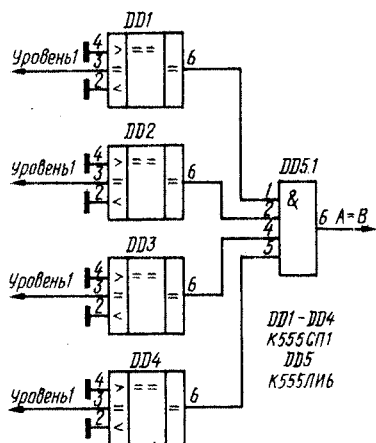 DD1
4 > == 6
Уровень1 3 = =
2 <
DD2
4 > == 6
Уровень1 3 = =
2 <
DD5.1
1 &
2
4
5
6 A=B
DD3
4 > == 6
Уровень1 3 = =
2 <
DD1-DD4
К555СП1
DD5
К555ЛИ6
DD4
4 > == 6
Уровень1 3 = =
2 <